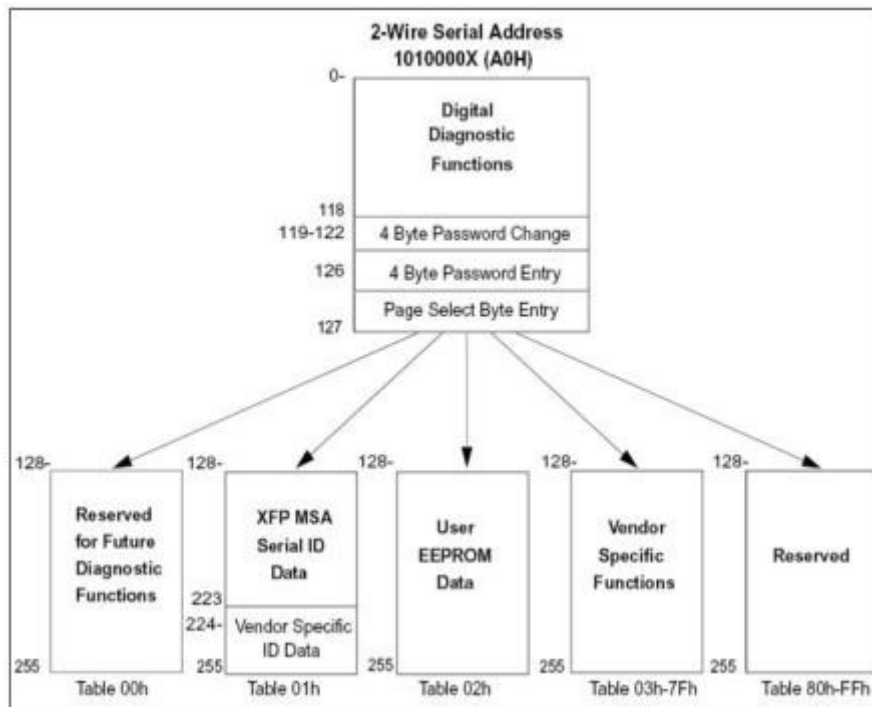 2-Wire Serial Address
1010000X (A0H)
0-
Digital
Diagnostic
Functions
118
119-122
4 Byte Password Change
126
4 Byte Password Entry
Page Select Byte Entry
127
128-
Reserved
for Future
Diagnostic
Functions
255
Table 00h
128-
XFP MSA
Serial ID
Data
223
224-
Vendor Specific
ID Data
255
Table 01h
128-
User
EEPROM
Data
255
Table 02h
128-
Vendor
Specific
Functions
255
Table 03h-7Fh
128-
Reserved
255
Table 80h-FFh